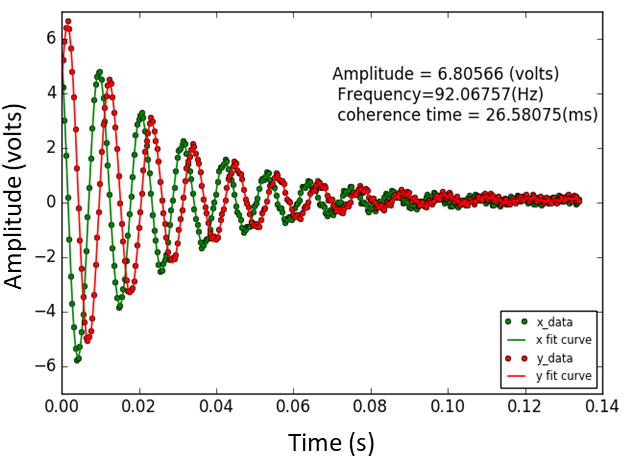 Amplitude (volts)
6
4
2
0
−2
−4
−6
Amplitude = 6.80566 (volts)
Frequency=92.06757(Hz)
coherence time = 26.58075(ms)
x_data
x fit curve
y_data
y fit curve
0.00 0.02 0.04 0.06 0.08 0.10 0.12 0.14
Time (s)